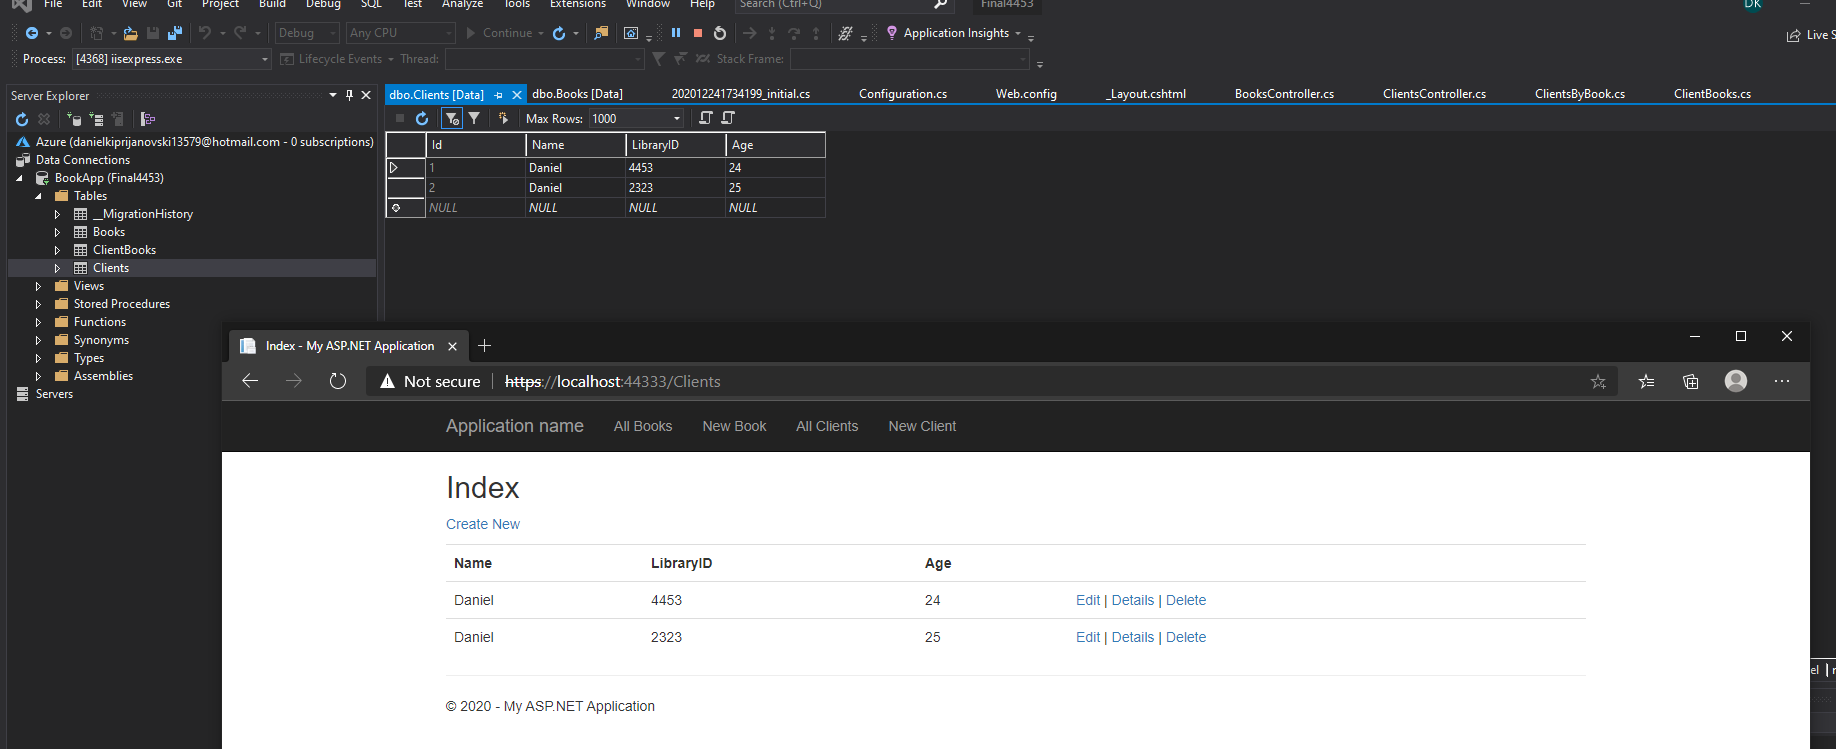 File Edit View Git Project Build Debug SQL Test Analyze Tools Extensions Window Help Search (Ctrl+Q) Final4453 DK
Debug Any CPU Continue Application Insights Live S
Process: [4368] iisexpress.exe Lifecycle Events Thread: Stack Frame:
Server Explorer
dbo.Clients [Data] dbo.Books [Data] 202012241734199_initial.cs Configuration.cs Web.config _Layout.cshtml BooksController.cs ClientsController.cs ClientsByBook.cs ClientBooks.cs
Max Rows: 1000
Azure (danielkiprijanovski13579@hotmail.com - 0 subscriptions)
Data Connections
BookApp (Final4453)
Tables
__MigrationHistory
Books
ClientBooks
Clients
Views
Stored Procedures
Functions
Synonyms
Types
Assemblies
Servers
Id Name LibraryID Age
1 Daniel 4453 24
2 Daniel 2323 25
NULL NULL NULL NULL
Index - My ASP.NET Application
Not secure https://localhost:44333/Clients
Application name All Books New Book All Clients New Client
Index
Create New
Name LibraryID Age
Daniel 4453 24 Edit | Details | Delete
Daniel 2323 25 Edit | Details | Delete
© 2020 - My ASP.NET Application